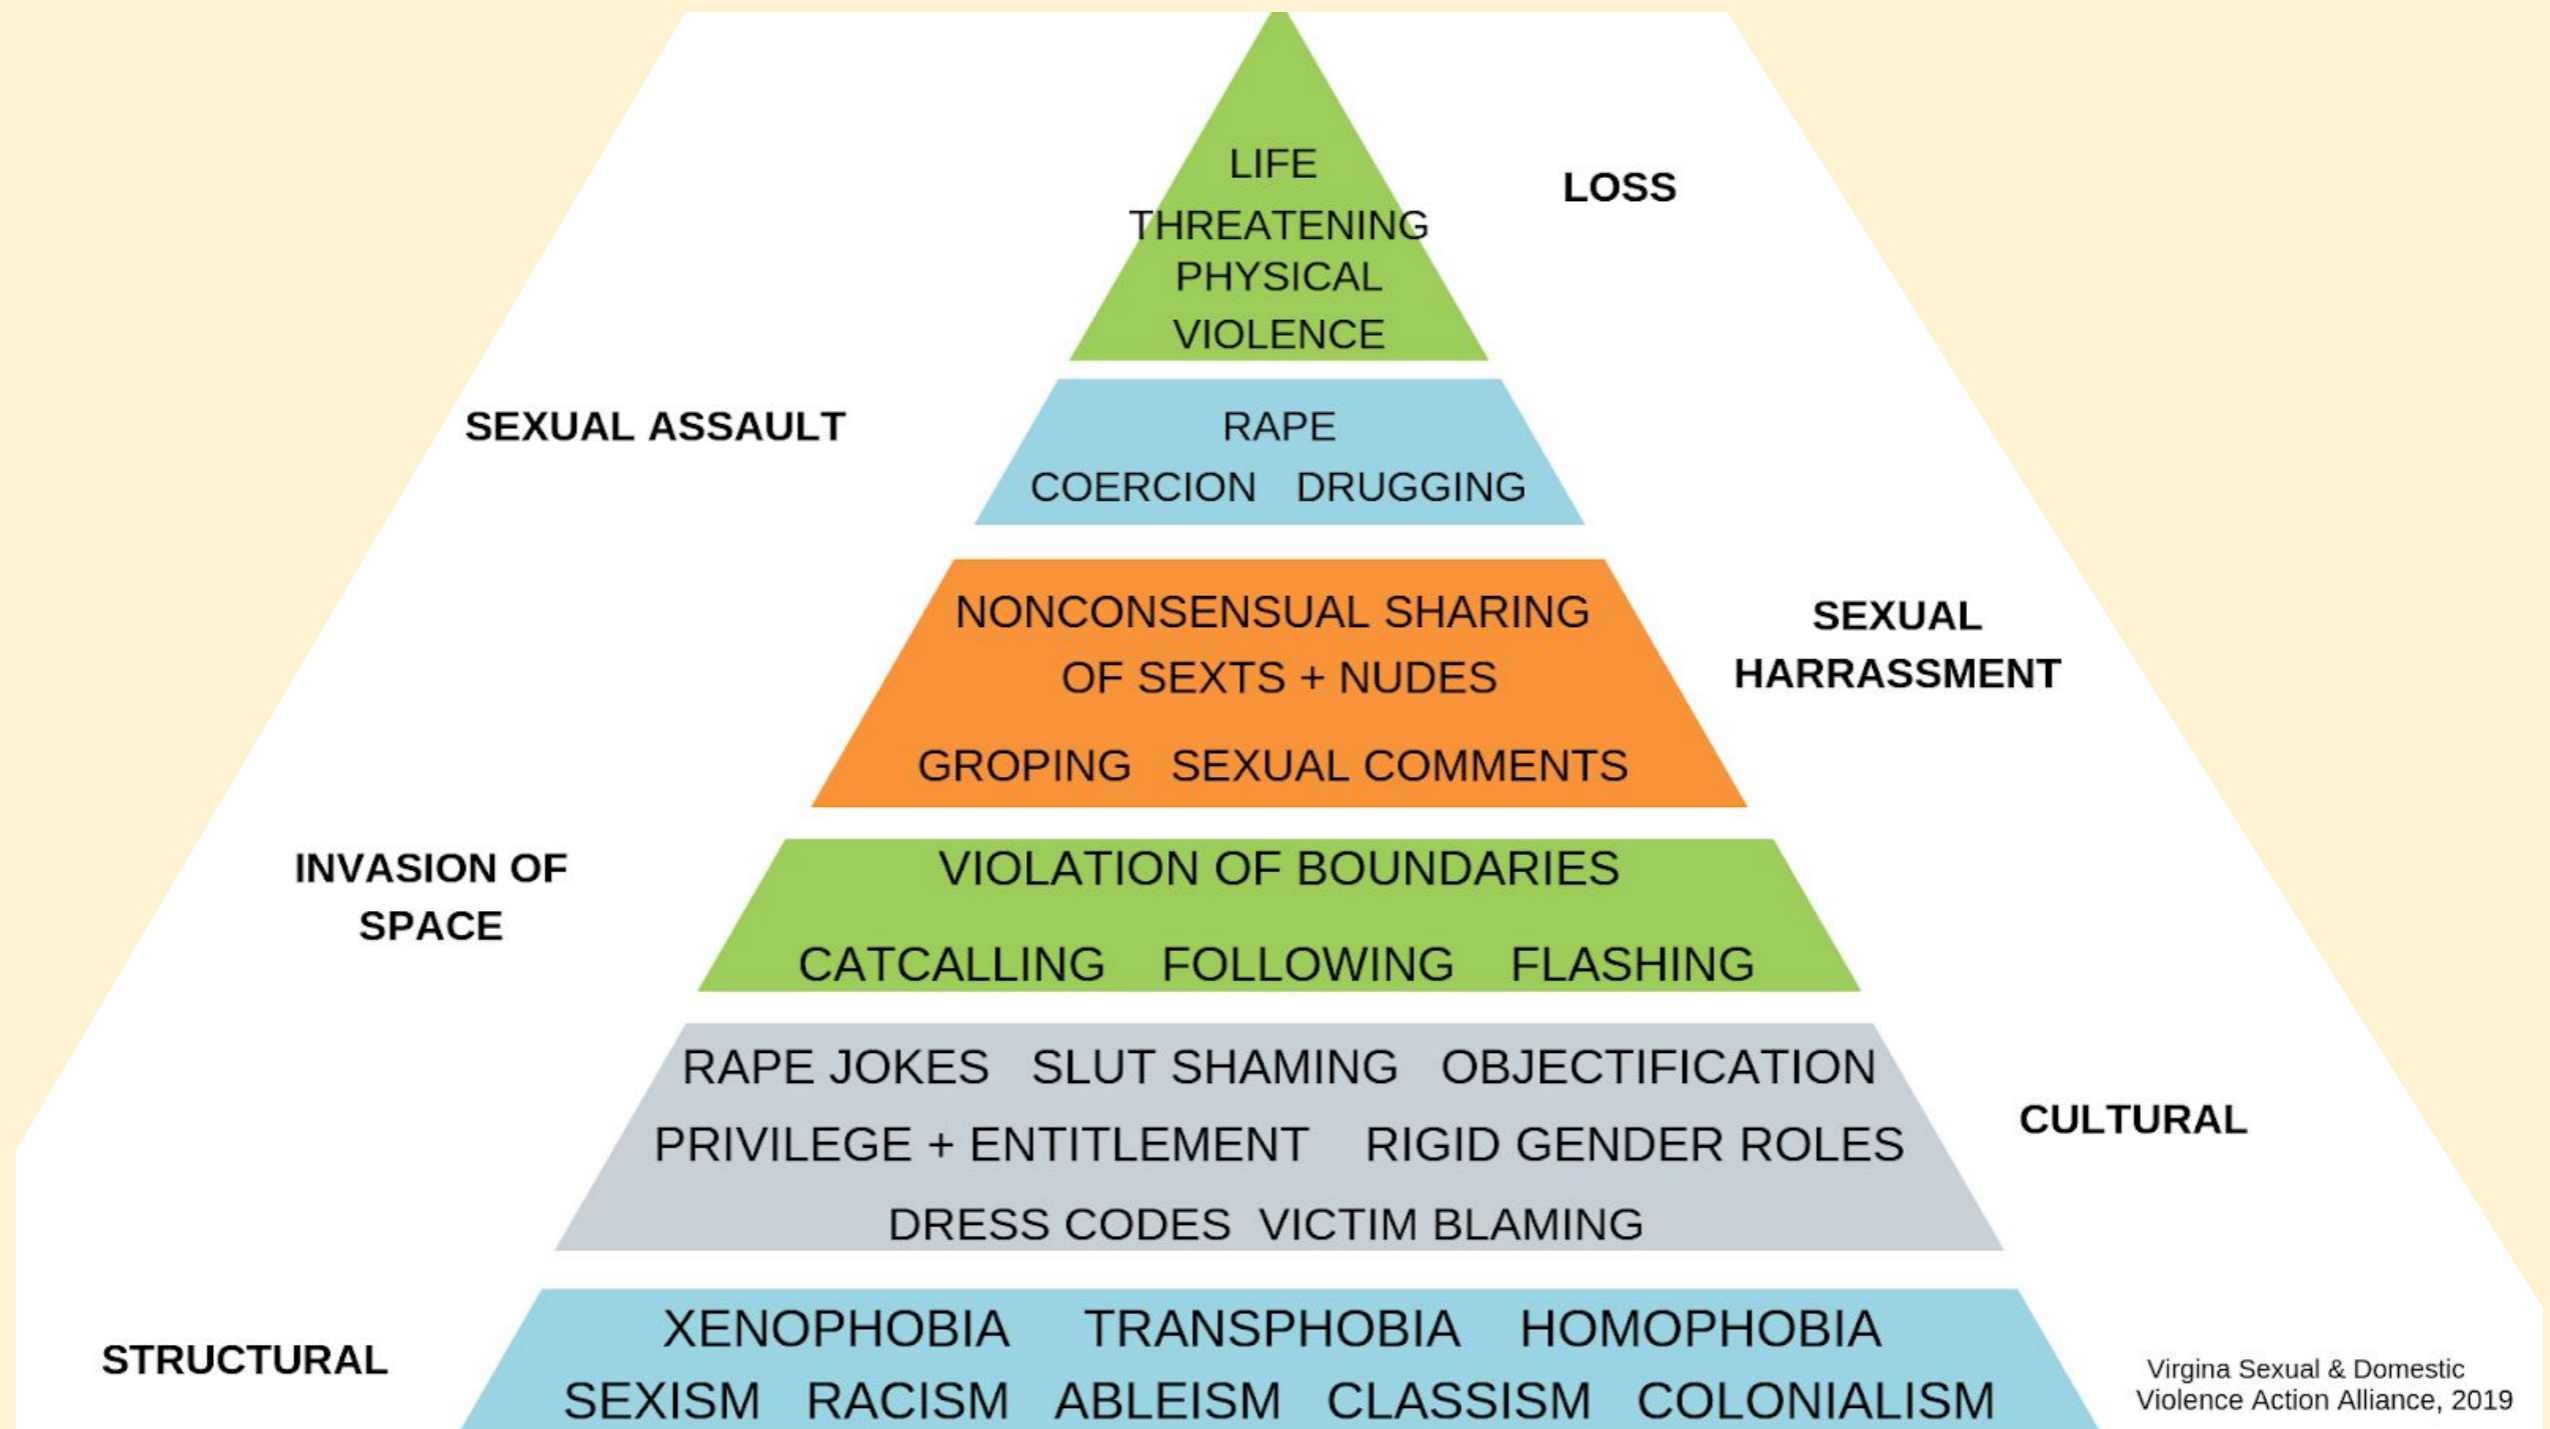 LIFE
THREATENING
PHYSICAL
VIOLENCE
LOSS
SEXUAL ASSAULT
RAPE
COERCION DRUGGING
NONCONSENSUAL SHARING
OF SEXTS + NUDES
GROPING SEXUAL COMMENTS
SEXUAL
HARRASSMENT
INVASION OF
SPACE
VIOLATION OF BOUNDARIES
CATCALLING FOLLOWING FLASHING
RAPE JOKES SLUT SHAMING OBJECTIFICATION
PRIVILEGE + ENTITLEMENT RIGID GENDER ROLES
DRESS CODES VICTIM BLAMING
CULTURAL
STRUCTURAL
XENOPHOBIA TRANSPHOBIA HOMOPHOBIA
SEXISM RACISM ABLEISM CLASSISM COLONIALISM
Virgina Sexual & Domestic
Violence Action Alliance, 2019